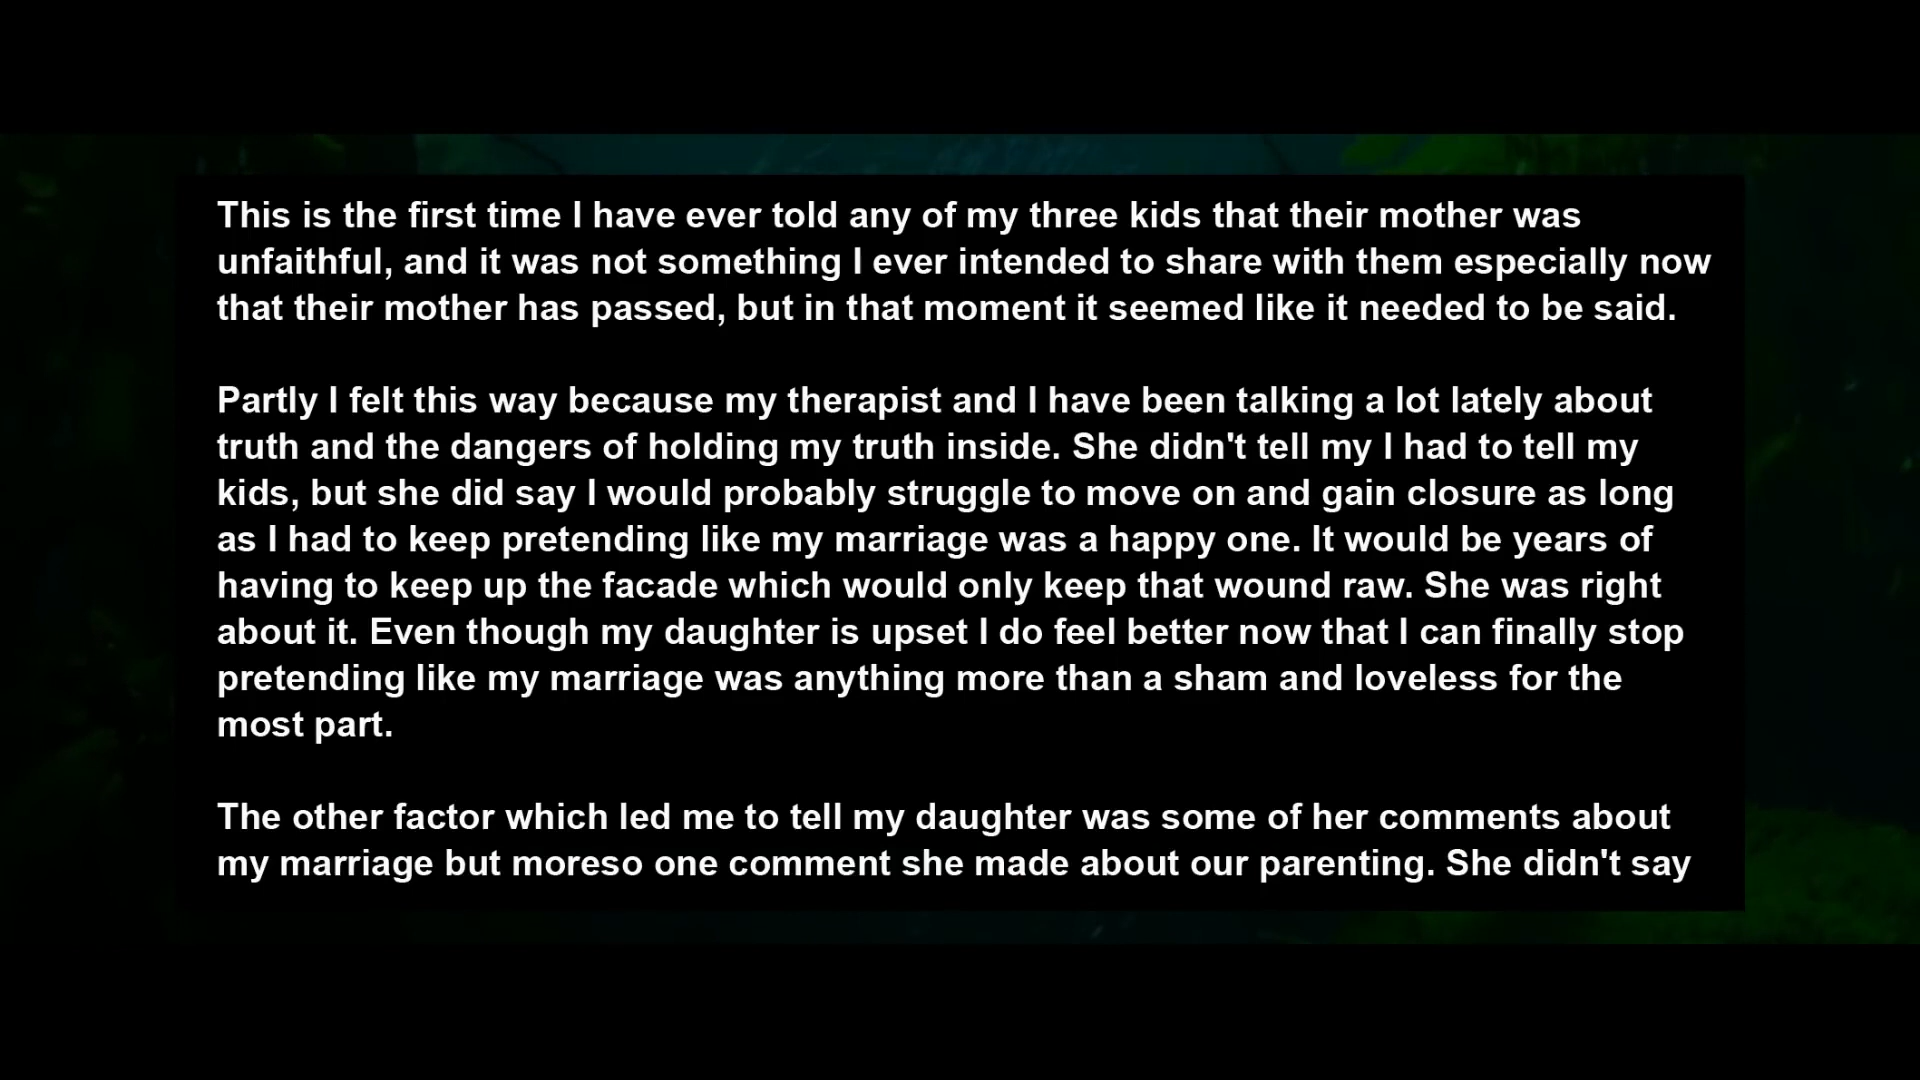 This is the first time I have ever told any of my three kids that their mother was
unfaithful, and it was not something I ever intended to share with them especially now
that their mother has passed, but in that moment it seemed like it needed to be said.
Partly I felt this way because my therapist and I have been talking a lot lately about
truth and the dangers of holding my truth inside. She didn't tell my I had to tell my
kids, but she did say I would probably struggle to move on and gain closure as long
as I had to keep pretending like my marriage was a happy one. It would be years of
having to keep up the facade which would only keep that wound raw. She was right
about it. Even though my daughter is upset I do feel better now that I can finally stop
pretending like my marriage was anything more than a sham and loveless for the
most part.
The other factor which led me to tell my daughter was some of her comments about
my marriage but moreso one comment she made about our parenting. She didn't say